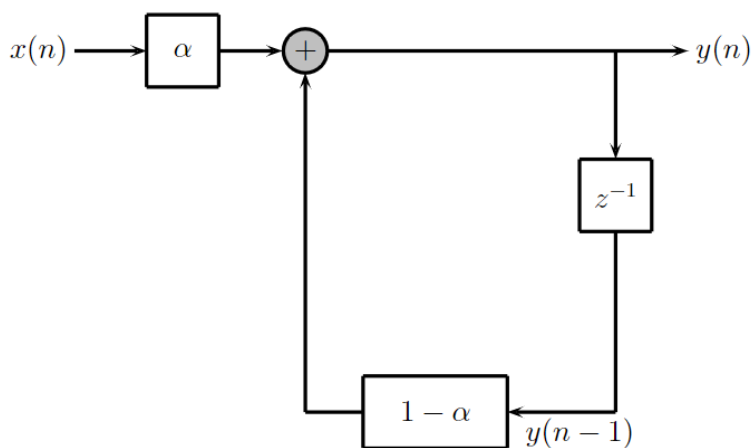 x(n)
α
+
y(n)
z⁻¹
1 − α
y(n − 1)